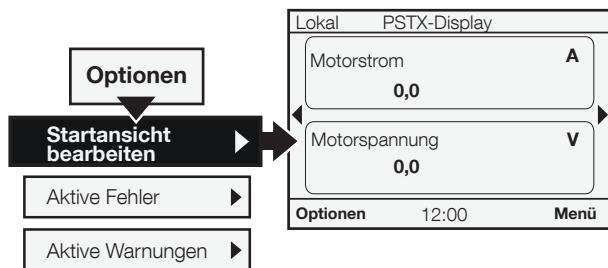 Optionen
Startansicht
bearbeiten
Aktive Fehler
Aktive Warnungen
Lokal PSTX-Display
Motorstrom A
0,0
Motorspannung V
0,0
Optionen 12:00 Menü